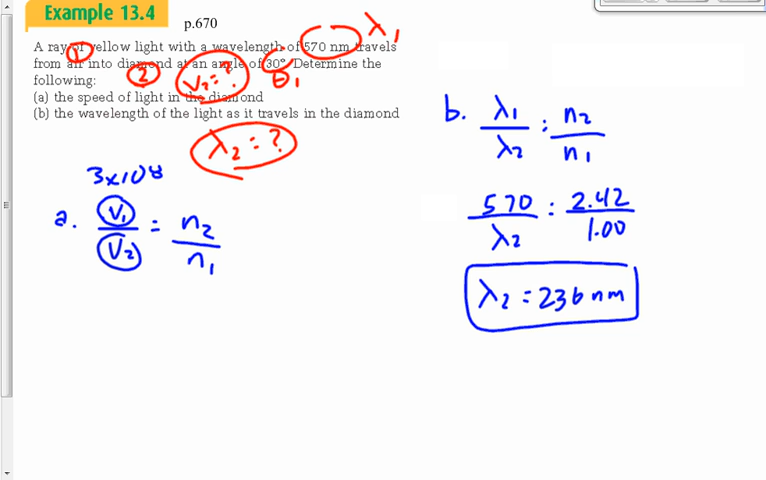 Example 13.4
p.670
λ₁
A ray of yellow light with a wavelength of 570 nm travels
from air into diamond at an angle of 30°. Determine the
following:
(a) the speed of light in the diamond
(b) the wavelength of the light as it travels in the diamond
1
2
V₂ = ?
θ₁
λ₂ = ?
3x10⁸
a. V₁/V₂ = n₂/n₁
b. λ₁/λ₂ : n₂/n₁
570/λ₂ : 2.42/1.00
λ₂ = 236 nm